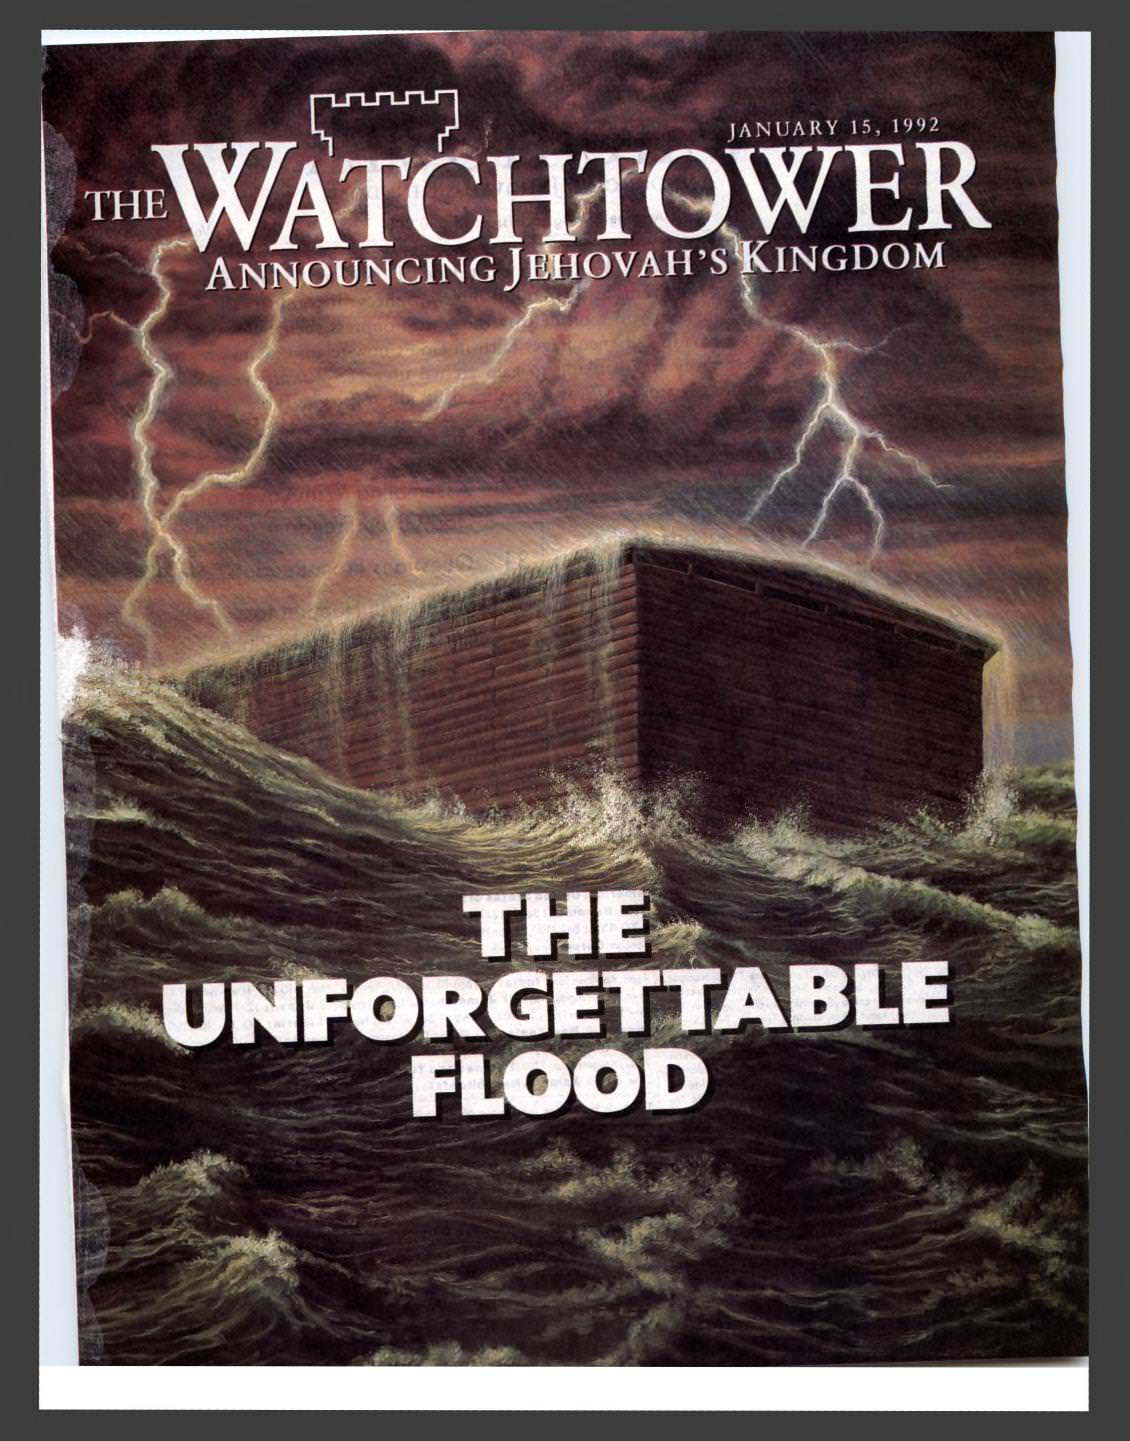 JANUARY 15, 1992
THE WATCHTOWER
ANNOUNCING JEHOVAH'S KINGDOM
THE
UNFORGETTABLE
FLOOD